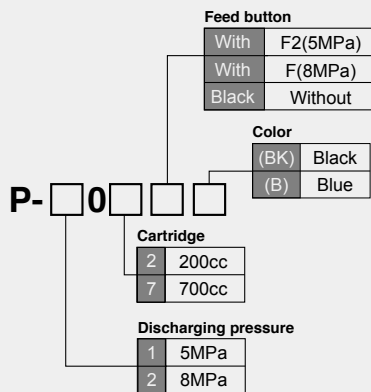 Feed button
With F2(5MPa)
With F(8MPa)
Black Without
Color
(BK) Black
(B) Blue
P-□0□□□
Cartridge
2 200cc
7 700cc
Discharging pressure
1 5MPa
2 8MPa